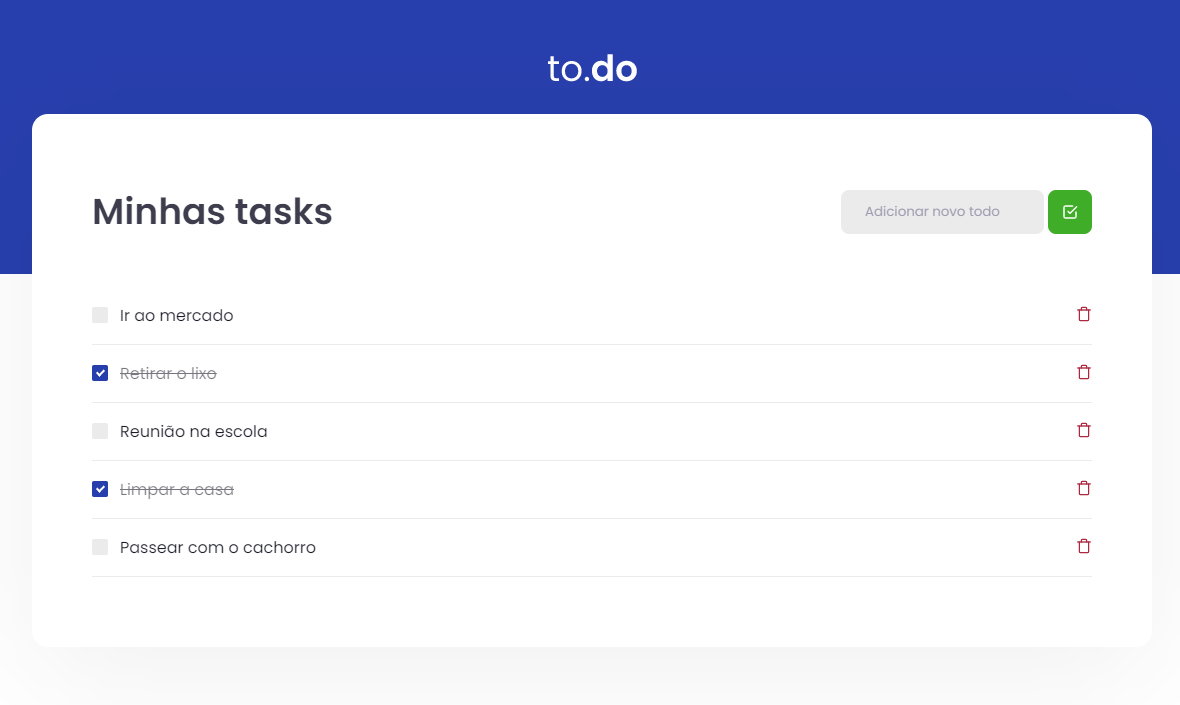 to.do
Minhas tasks
Adicionar novo todo
Ir ao mercado
Retirar o lixo
Reunião na escola
Limpar a casa
Passear com o cachorro